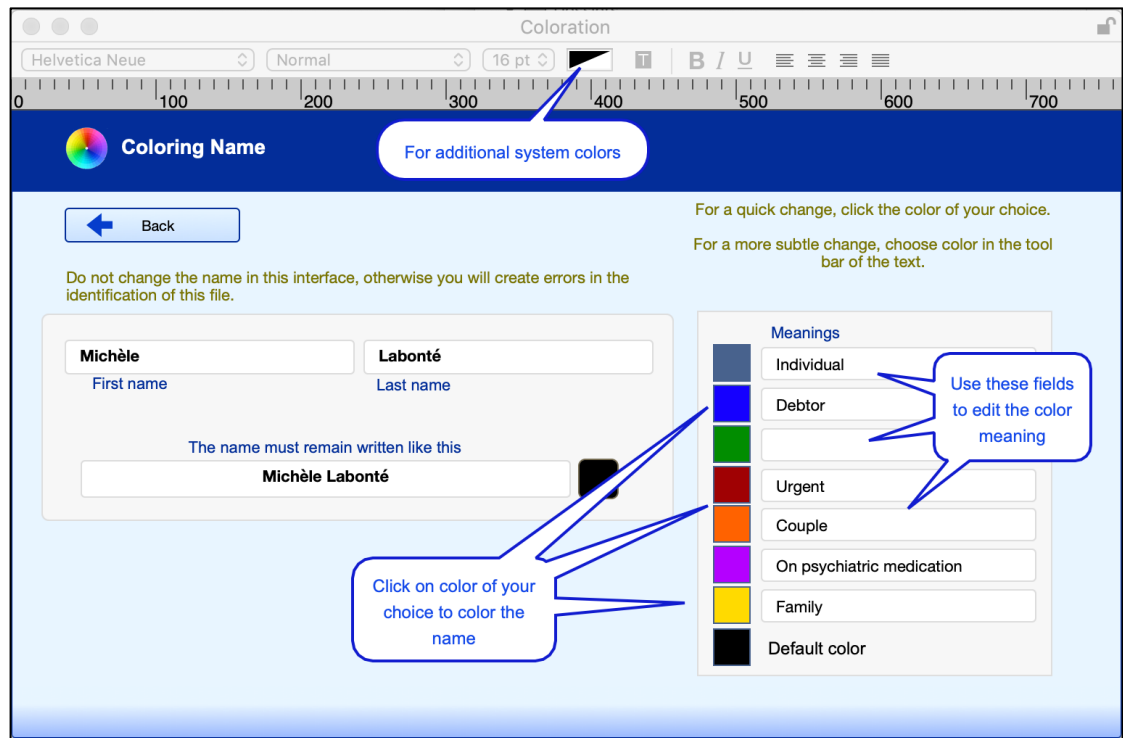 Coloration
Helvetica Neue
Normal
16 pt
T
B I U
0 100 200 300 400 500 600 700
Coloring Name
For additional system colors
Back
For a quick change, click the color of your choice.
For a more subtle change, choose color in the tool
bar of the text.
Do not change the name in this interface, otherwise you will create errors in the
identification of this file.
Michèle
First name
Labonté
Last name
The name must remain written like this
Michèle Labonté
Meanings
Individual
Debtor
Urgent
Couple
On psychiatric medication
Family
Default color
Use these fields
to edit the color
meaning
Click on color of your
choice to color the
name